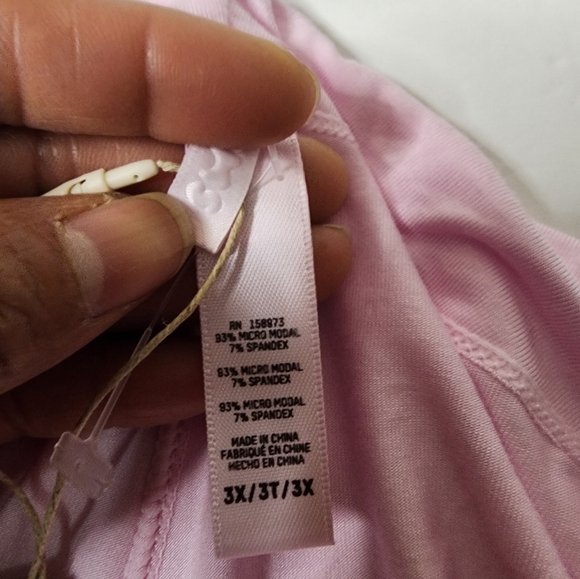 RN 158973
93% MICRO MODAL
7% SPANDEX
93% MICRO MODAL
7% SPANDEX
93% MICRO MODAL
7% SPANDEX
MADE IN CHINA
FABRIQUÉ EN CHINE
HECHO EN CHINA
3X/3T/3X